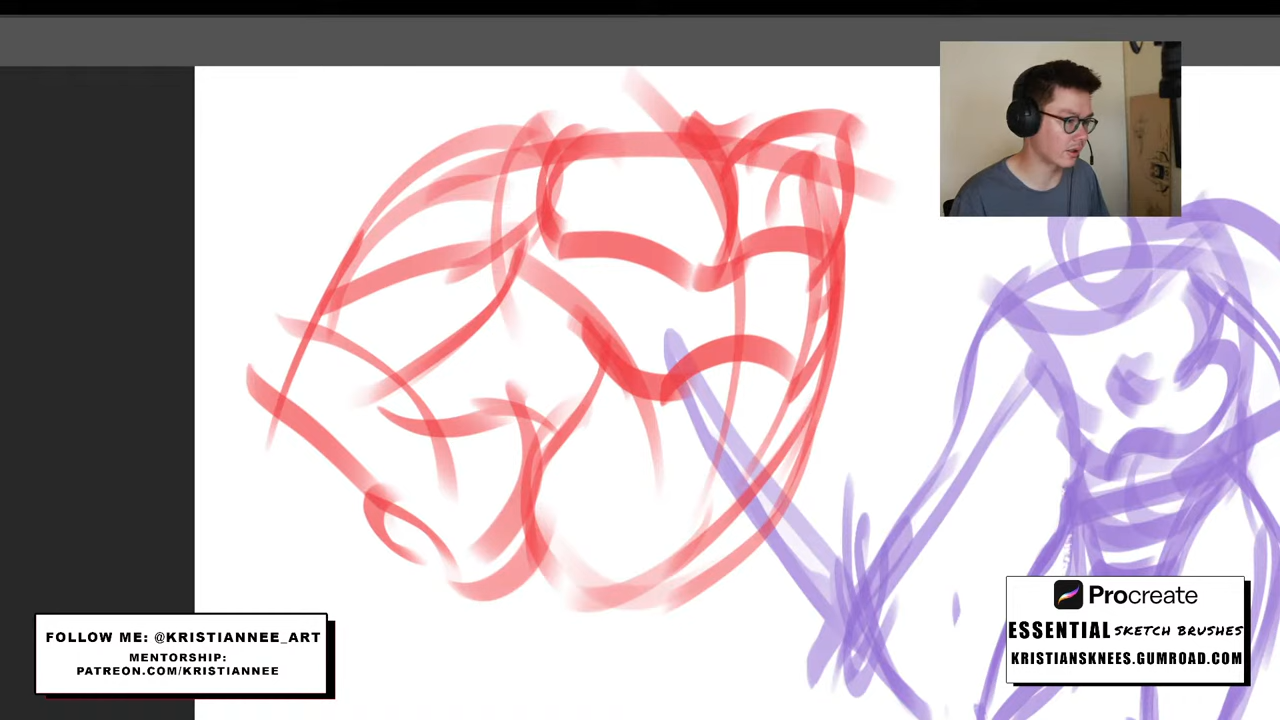 FOLLOW ME: @KRISTIANNEE_ART
MENTORSHIP:
PATREON.COM/KRISTIANNEE
Procreate
ESSENTIAL SKETCH BRUSHES
KRISTIANSKNEES.GUMROAD.COM